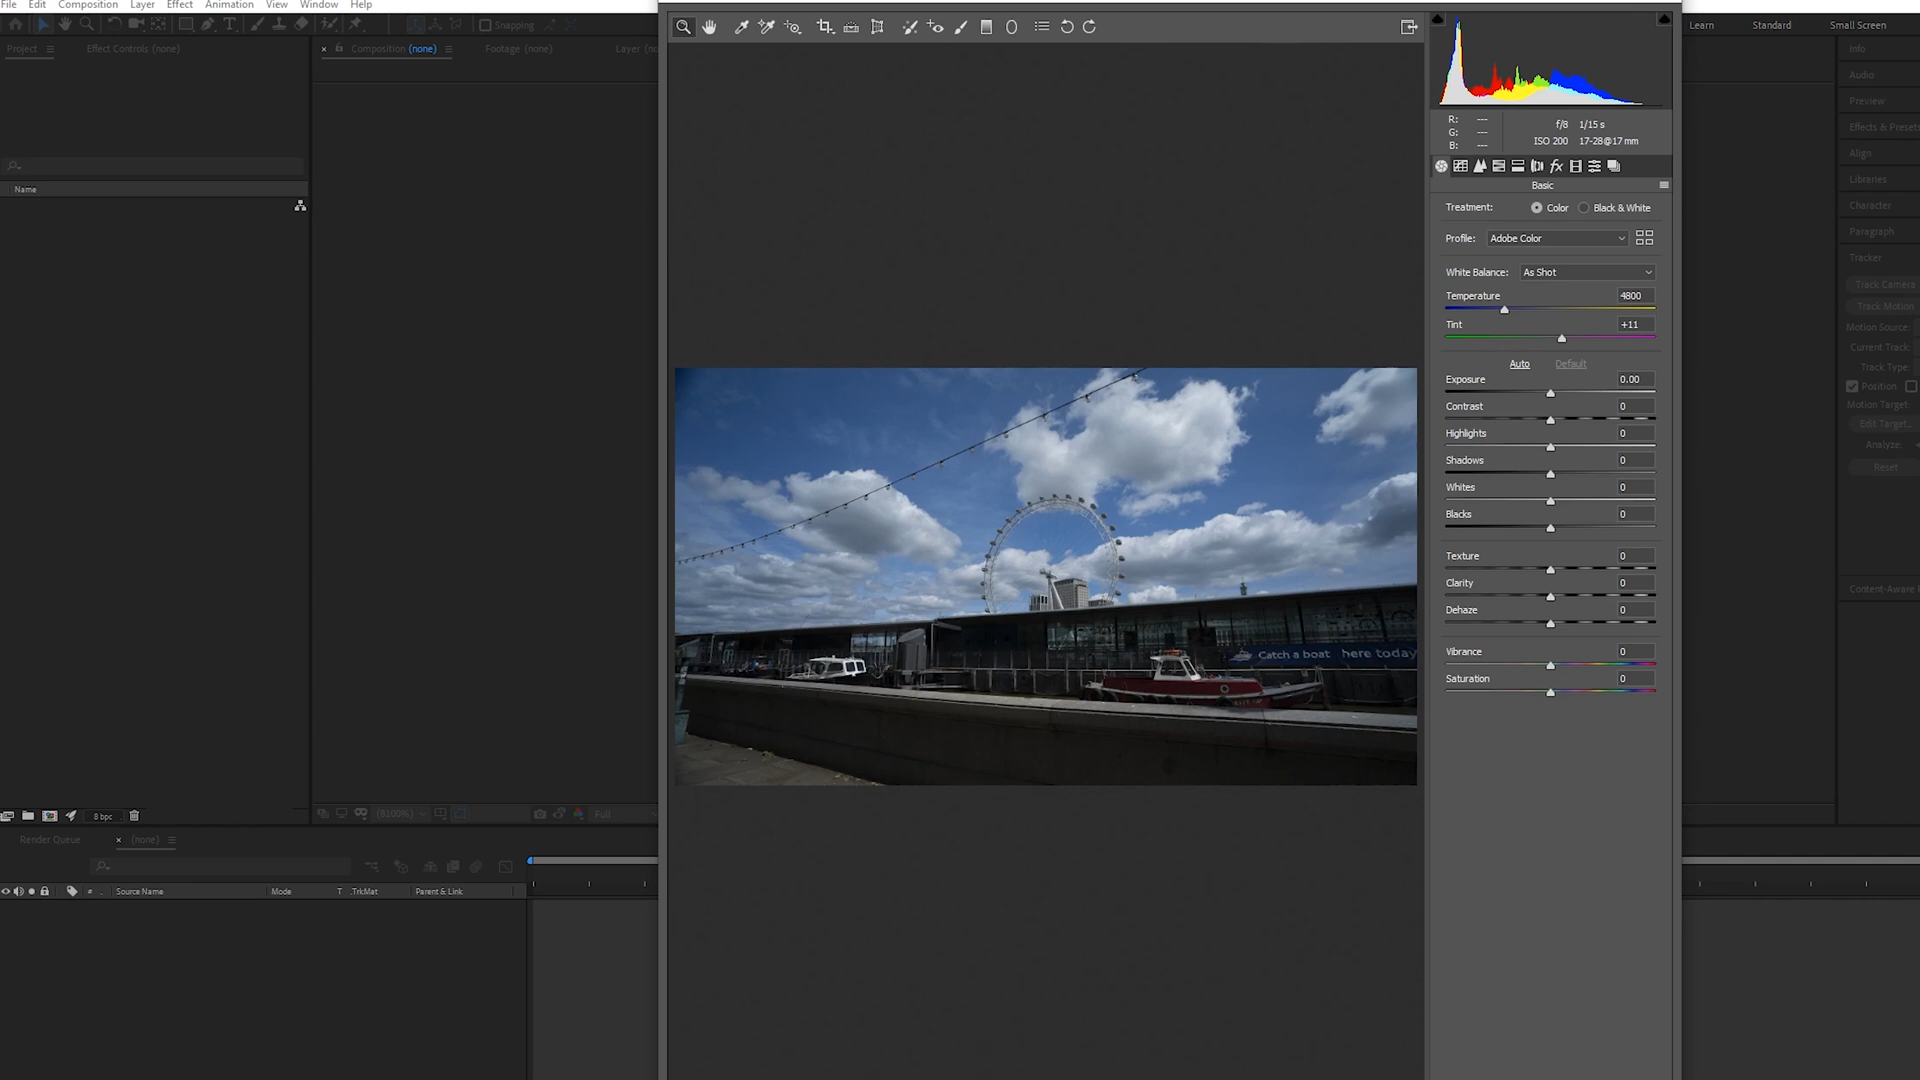 File Edit Composition Layer Effect Animation View Window Help
Snapping
Learn Standard Small Screen
Project Effect Controls (none)
Composition (none) Footage (none) Layer
Name
8 bpc
(8100%) Full
Render Queue (none)
# Source Name Mode T .TrkMat Parent & Link
R: ---
G: ---
B: ---
f/8 1/15 s
ISO 200 17-28@17 mm
fx
Basic
Treatment: Color Black & White
Profile: Adobe Color
White Balance: As Shot
Temperature 4800
Tint +11
Auto Default
Exposure 0.00
Contrast 0
Highlights 0
Shadows 0
Whites 0
Blacks 0
Texture 0
Clarity 0
Dehaze 0
Vibrance 0
Saturation 0
Catch a boat here today
Info
Audio
Preview
Effects & Presets
Align
Libraries
Character
Paragraph
Tracker
Track Camera
Track Motion
Motion Source:
Current Track:
Track Type:
Position
Motion Target:
Edit Target...
Analyze:
Reset
Content-Aware